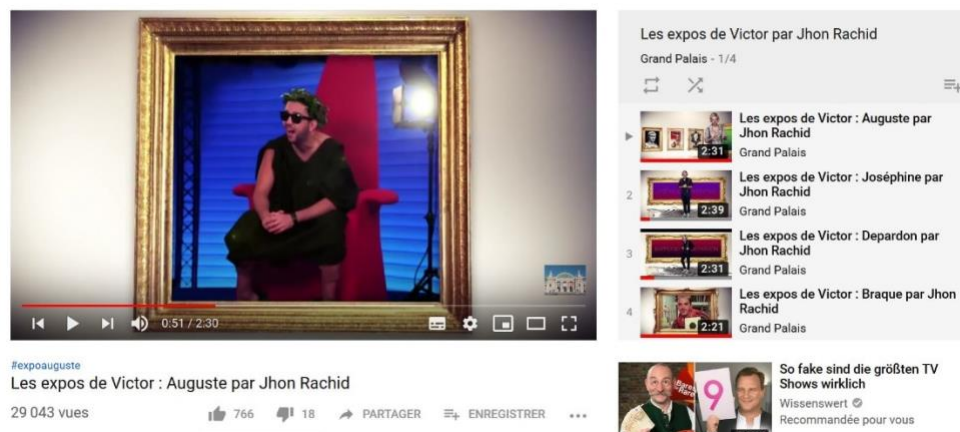 0:51 / 2:30
#expoauguste
Les expos de Victor : Auguste par Jhon Rachid
29 043 vues
766
18
PARTAGER
ENREGISTRER
Les expos de Victor par Jhon Rachid
Grand Palais - 1/4
2:31
Les expos de Victor : Auguste par
Jhon Rachid
Grand Palais
2
2:39
Les expos de Victor : Joséphine par
Jhon Rachid
Grand Palais
3
2:31
Les expos de Victor : Depardon par
Jhon Rachid
Grand Palais
4
2:21
Les expos de Victor : Braque par Jhon
Rachid
Grand Palais
Bares
Rares
9
So fake sind die größten TV
Shows wirklich
Wissenswert
Recommandée pour vous